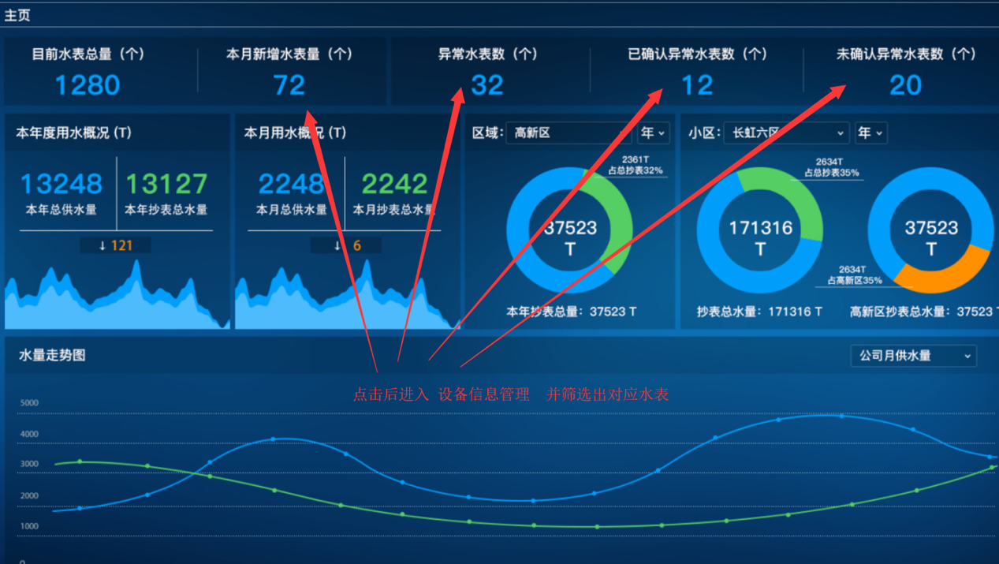 主页
目前水表总量（个）
1280
本月新增水表量（个）
72
异常水表数（个）
32
已确认异常水表数（个）
12
未确认异常水表数（个）
20
本年度用水概况 (T)
13248
本年总供水量
13127
本年抄表总水量
↓ 121
本月用水概况 (T)
2248
本月总供水量
2242
本月抄表总水量
↓ 6
区域：
高新区
年
2361T
占总抄表32%
37523
T
本年抄表总量：37523 T
小区：
长虹六区
年
2634T
占总抄表35%
171316
T
抄表总水量：171316 T
37523
T
2634T
占高新区35%
高新区抄表总水量：37523 T
水量走势图
公司月供水量
点击后进入 设备信息管理 并筛选出对应水表
5000
4000
3000
2000
1000
0